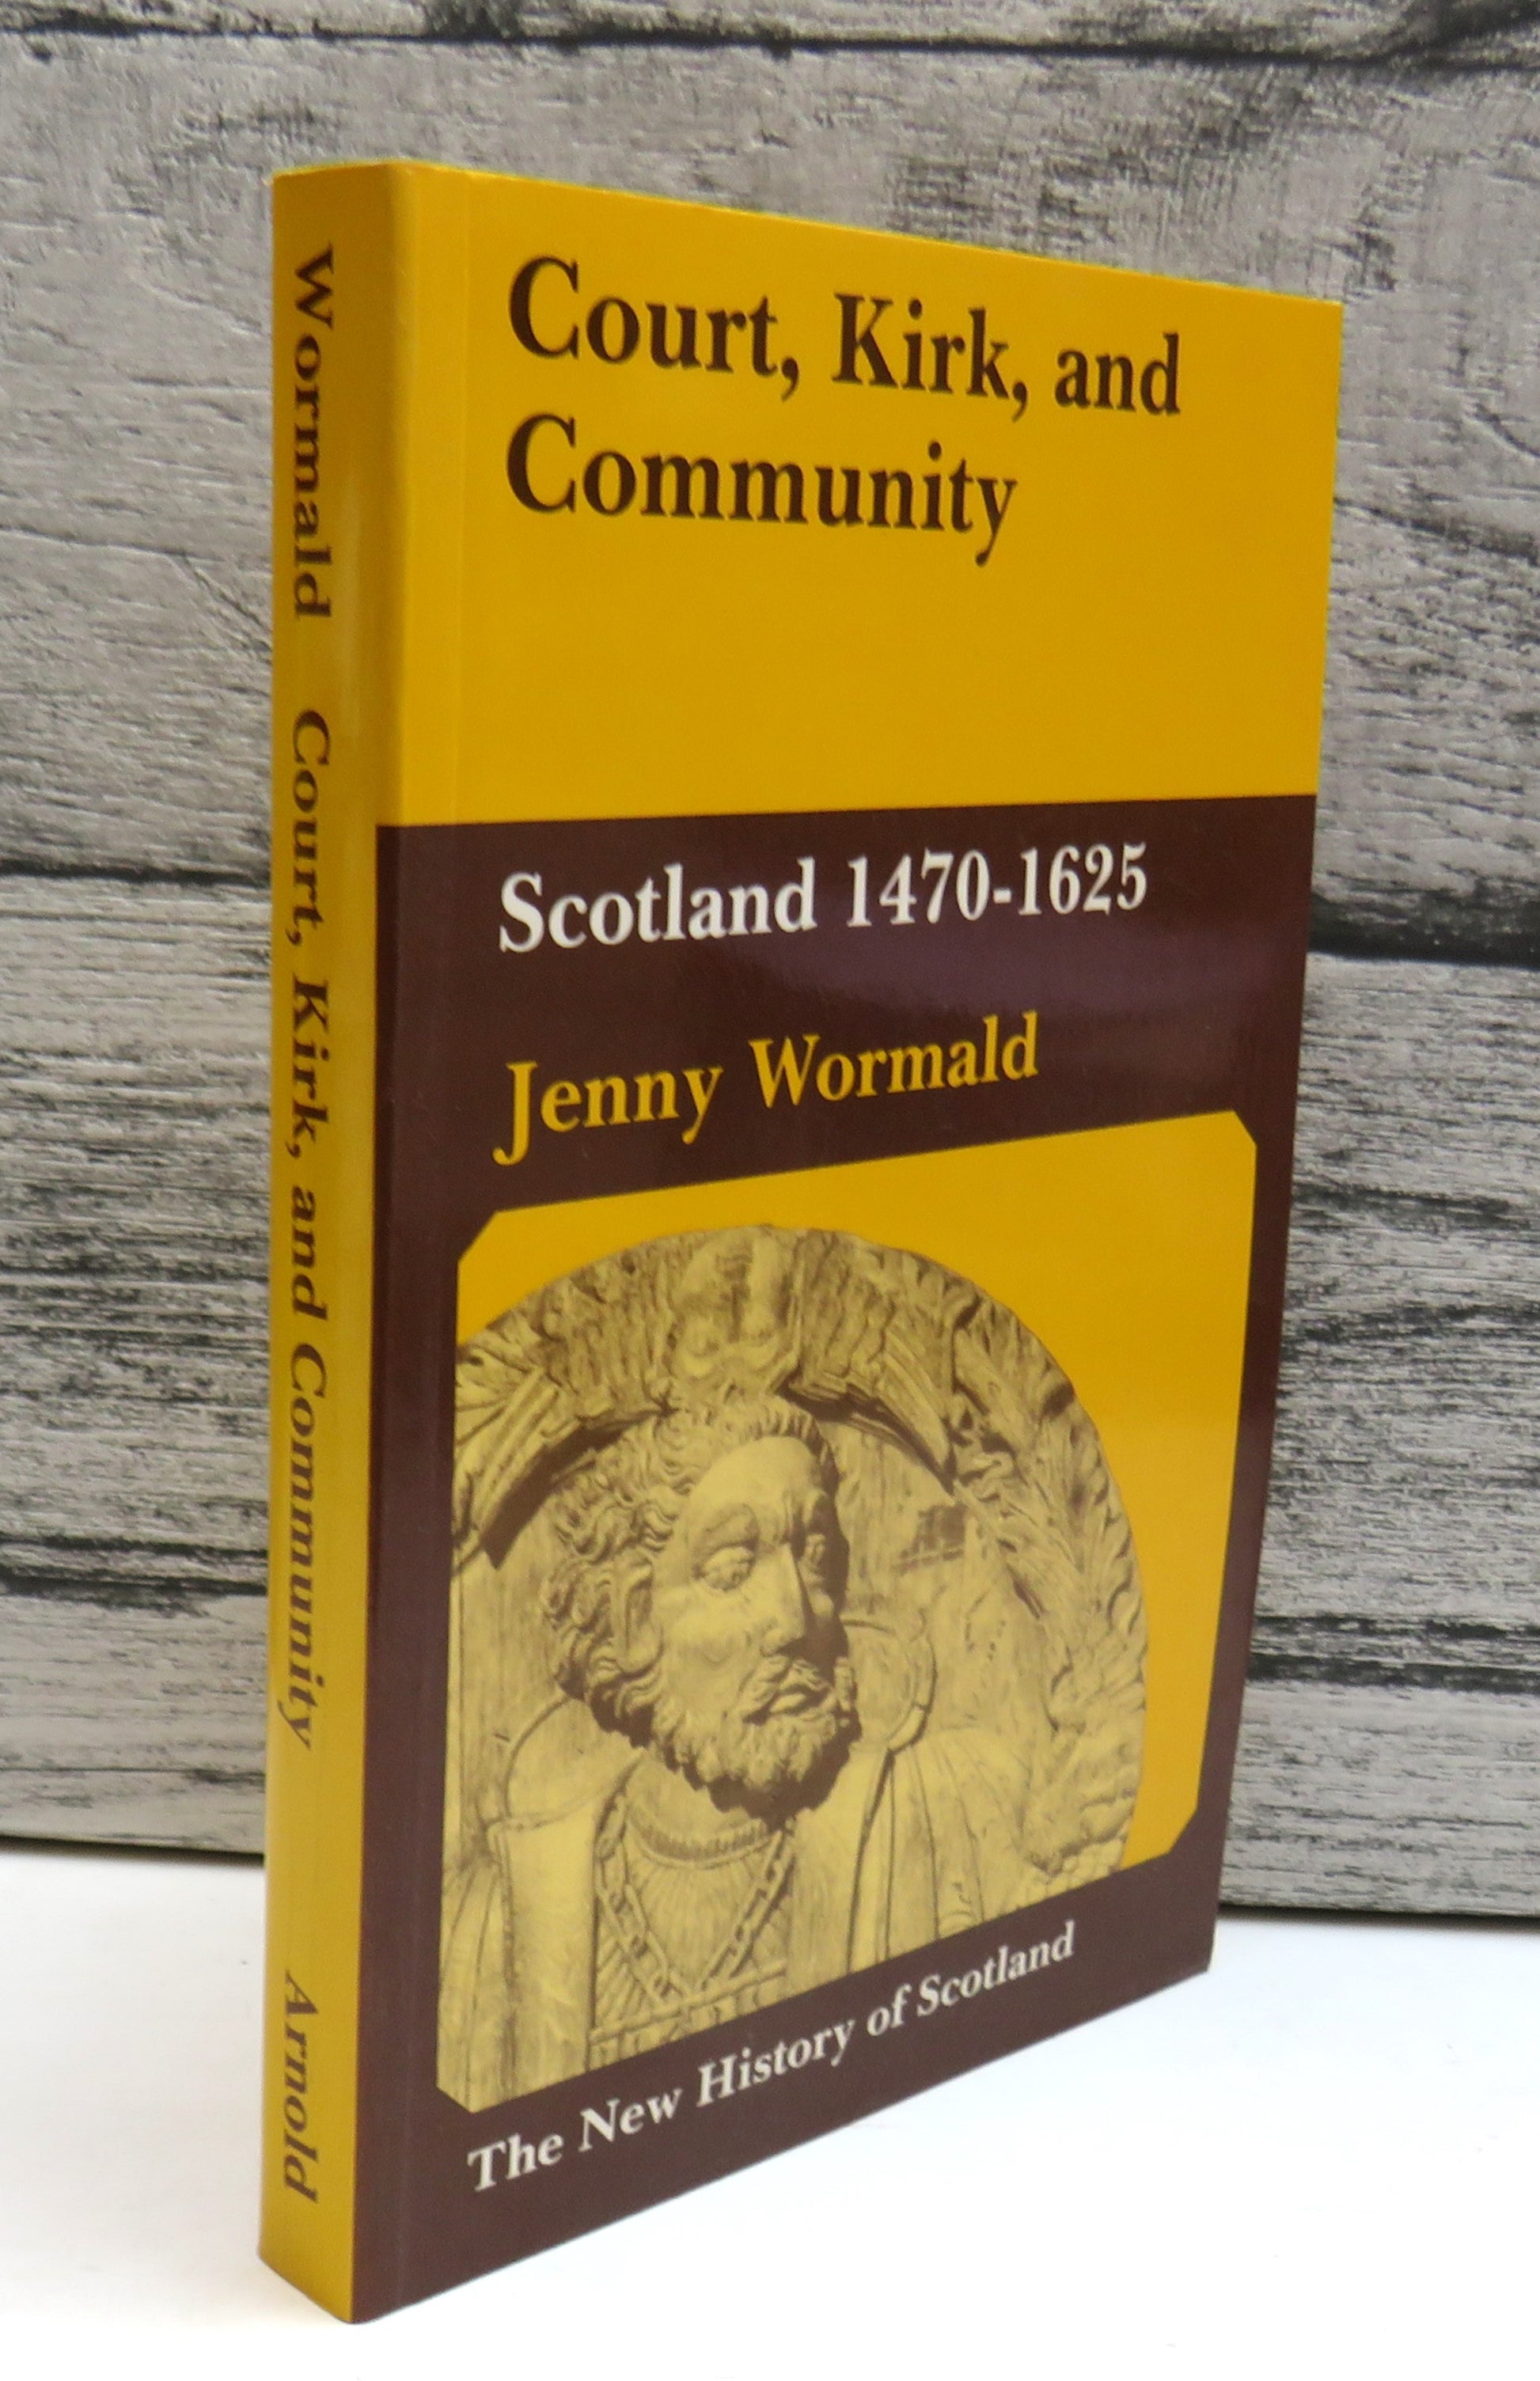 Court, Kirk, and
Community
Scotland 1470-1625
Jenny Wormald
The New History of Scotland
Wormald Court, Kirk, and Community Arnold